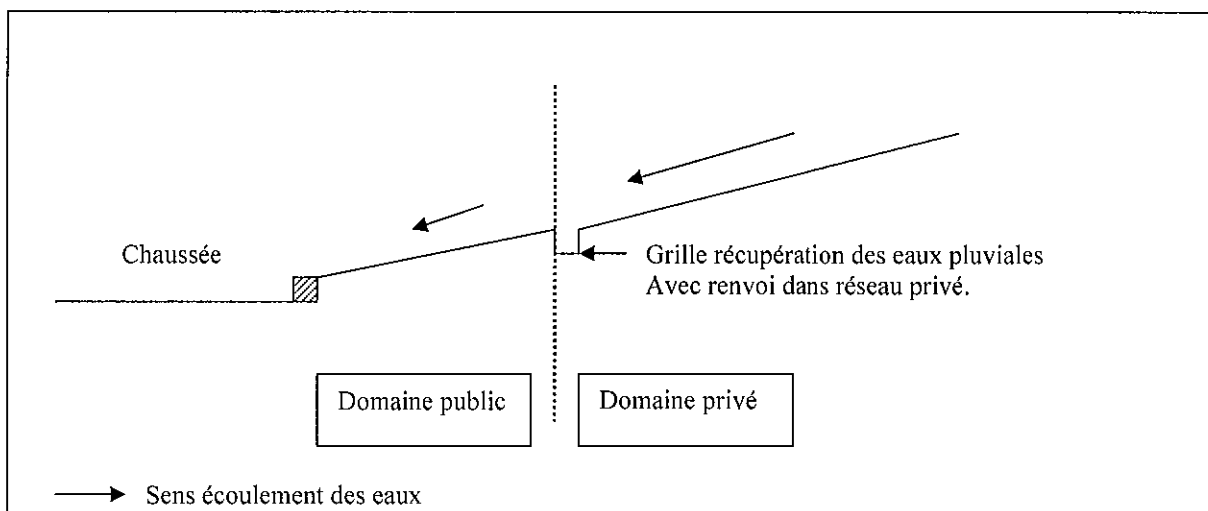 Chaussée
Grille récupération des eaux pluviales
Avec renvoi dans réseau privé.
Domaine public
Domaine privé
Sens écoulement des eaux